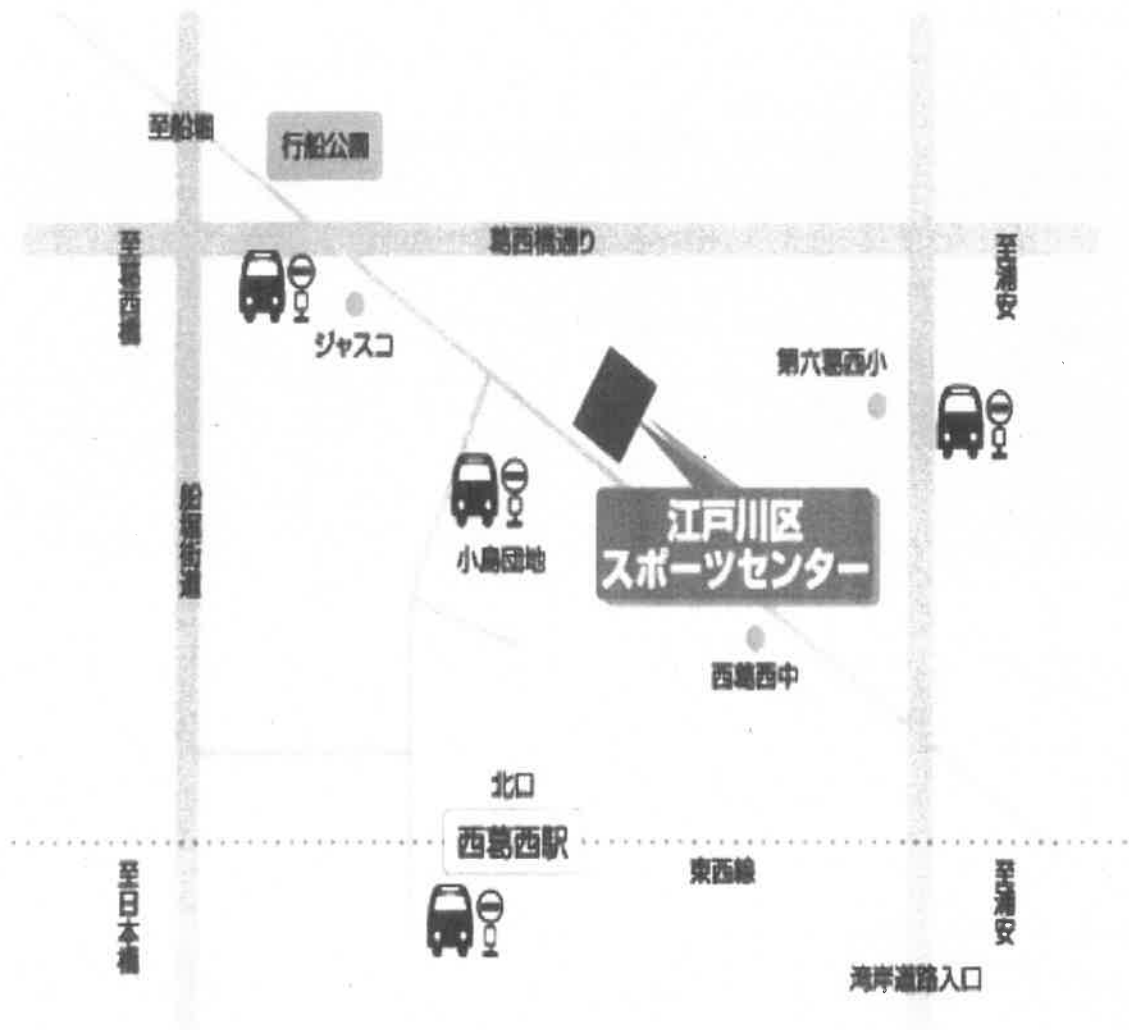 至船堀
行船公園
葛西橋通り
至葛西橋
至浦安
ジャスコ
第六葛西小
船堀街道
小島団地
江戸川区
スポーツセンター
西葛西中
北口
西葛西駅
東西線
至日本橋
至浦安
湾岸道路入口